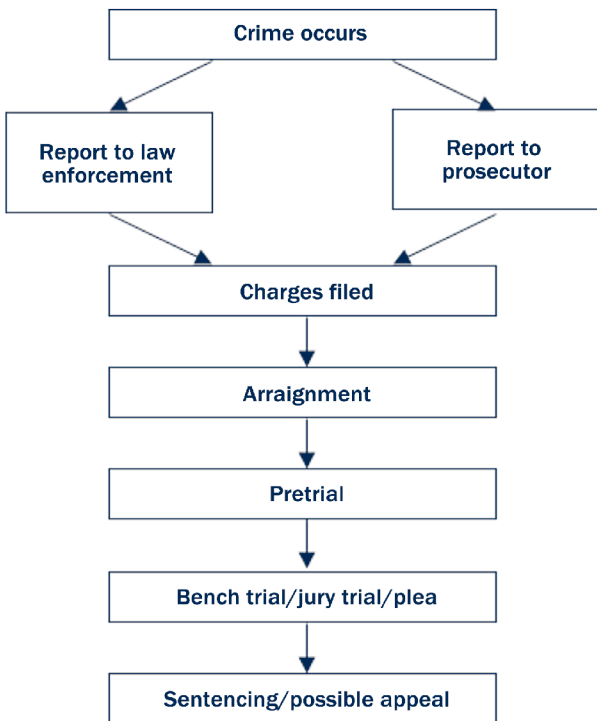 Crime occurs
Report to law
enforcement
Report to
prosecutor
Charges filed
Arraignment
Pretrial
Bench trial/jury trial/plea
Sentencing/possible appeal